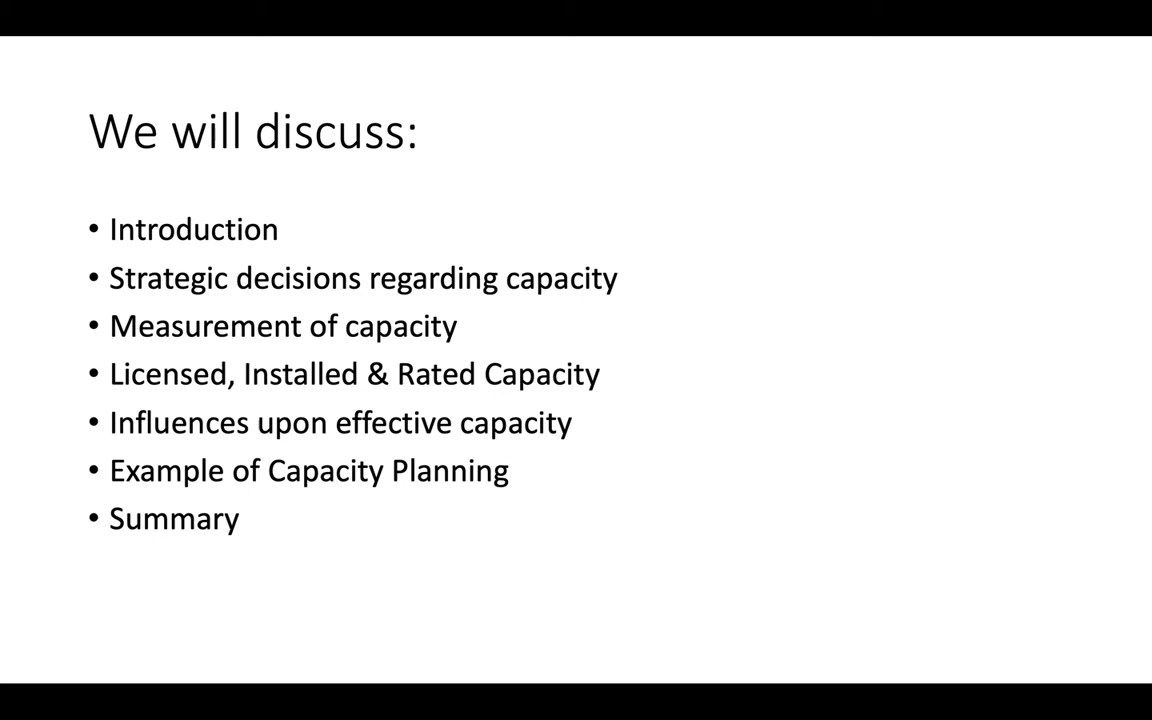 We will discuss:
• Introduction
• Strategic decisions regarding capacity
• Measurement of capacity
• Licensed, Installed & Rated Capacity
• Influences upon effective capacity
• Example of Capacity Planning
• Summary